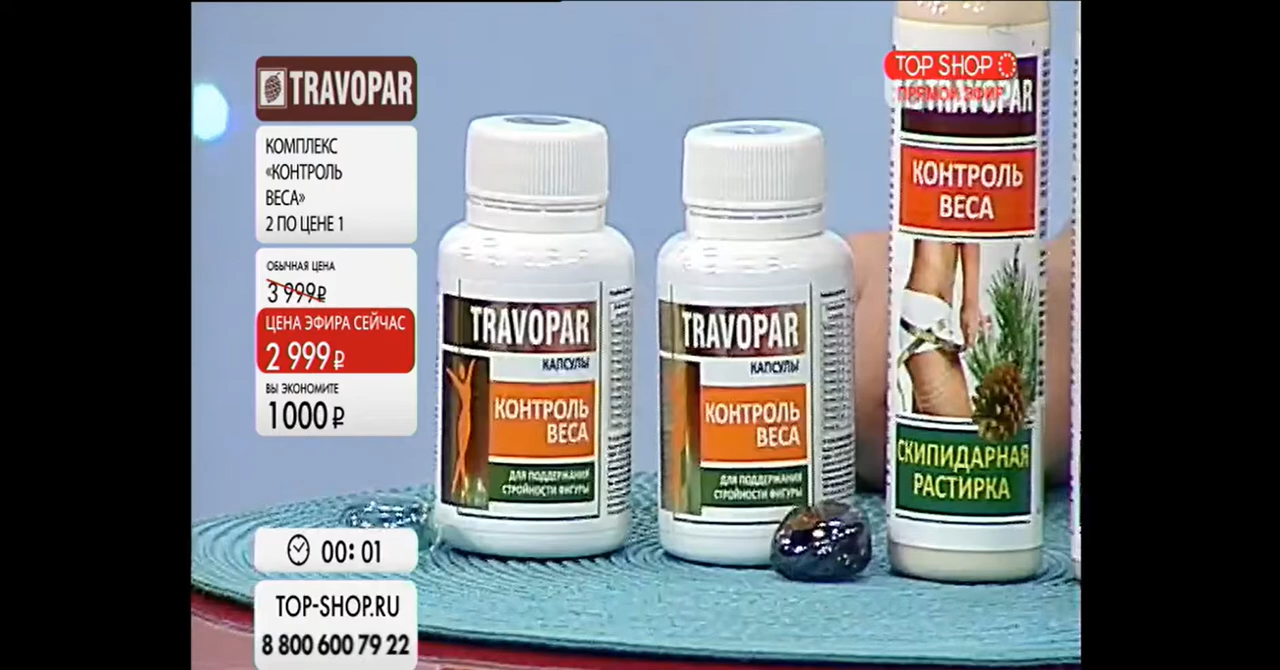 TRAVOPAR
КОМПЛЕКС
«КОНТРОЛЬ
ВЕСА»
2 ПО ЦЕНЕ 1
ОБЫЧНАЯ ЦЕНА
3 999₽
ЦЕНА ЭФИРА СЕЙЧАС
2 999₽
ВЫ ЭКОНОМИТЕ
1000₽
00:01
TOP-SHOP.RU
8 800 600 79 22
TRAVOPAR
КАПСУЛЫ
КОНТРОЛЬ
ВЕСА
ДЛЯ ПОДДЕРЖАНИЯ
СТРОЙНОСТИ ФИГУРЫ
TRAVOPAR
КАПСУЛЫ
КОНТРОЛЬ
ВЕСА
ДЛЯ ПОДДЕРЖАНИЯ
СТРОЙНОСТИ ФИГУРЫ
TOP SHOP
ПРЯМОЙ ЭФИР
TRAVOPAR
КОНТРОЛЬ
ВЕСА
СКИПИДАРНАЯ
РАСТИРКА